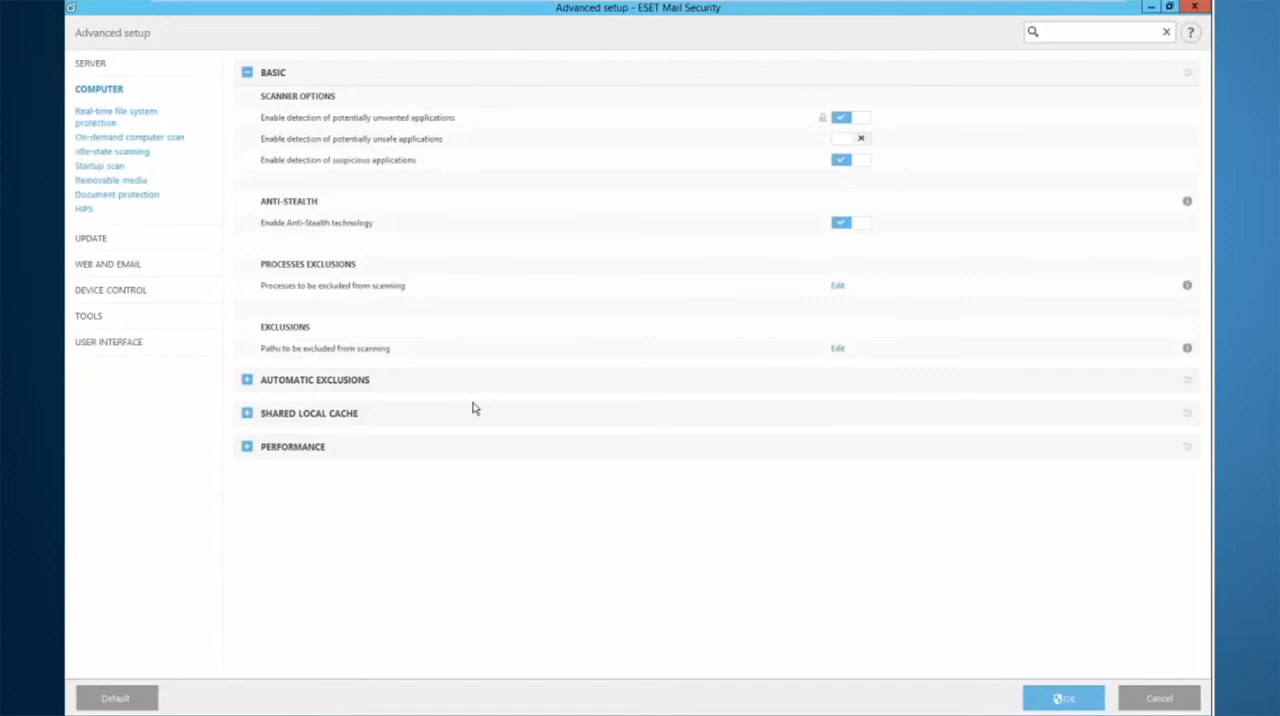 Advanced setup - ESET Mail Security
Advanced setup
?
SERVER
COMPUTER
Real-time file system
protection
On-demand computer scan
Idle-state scanning
Startup scan
Removable media
Document protection
HIPS
UPDATE
WEB AND EMAIL
DEVICE CONTROL
TOOLS
USER INTERFACE
BASIC
SCANNER OPTIONS
Enable detection of potentially unwanted applications
Enable detection of potentially unsafe applications
Enable detection of suspicious applications
ANTI-STEALTH
Enable Anti-Stealth technology
PROCESSES EXCLUSIONS
Processes to be excluded from scanning Edit
EXCLUSIONS
Paths to be excluded from scanning Edit
AUTOMATIC EXCLUSIONS
SHARED LOCAL CACHE
PERFORMANCE
Default OK Cancel